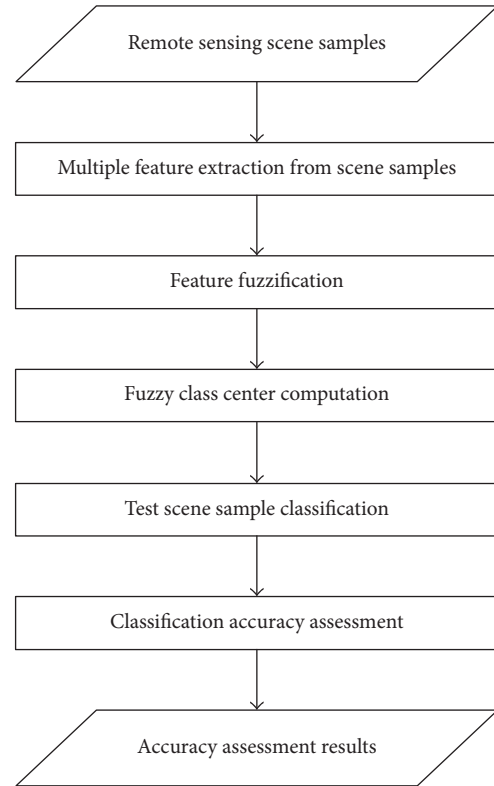 Remote sensing scene samples
Multiple feature extraction from scene samples
Feature fuzzification
Fuzzy class center computation
Test scene sample classification
Classification accuracy assessment
Accuracy assessment results